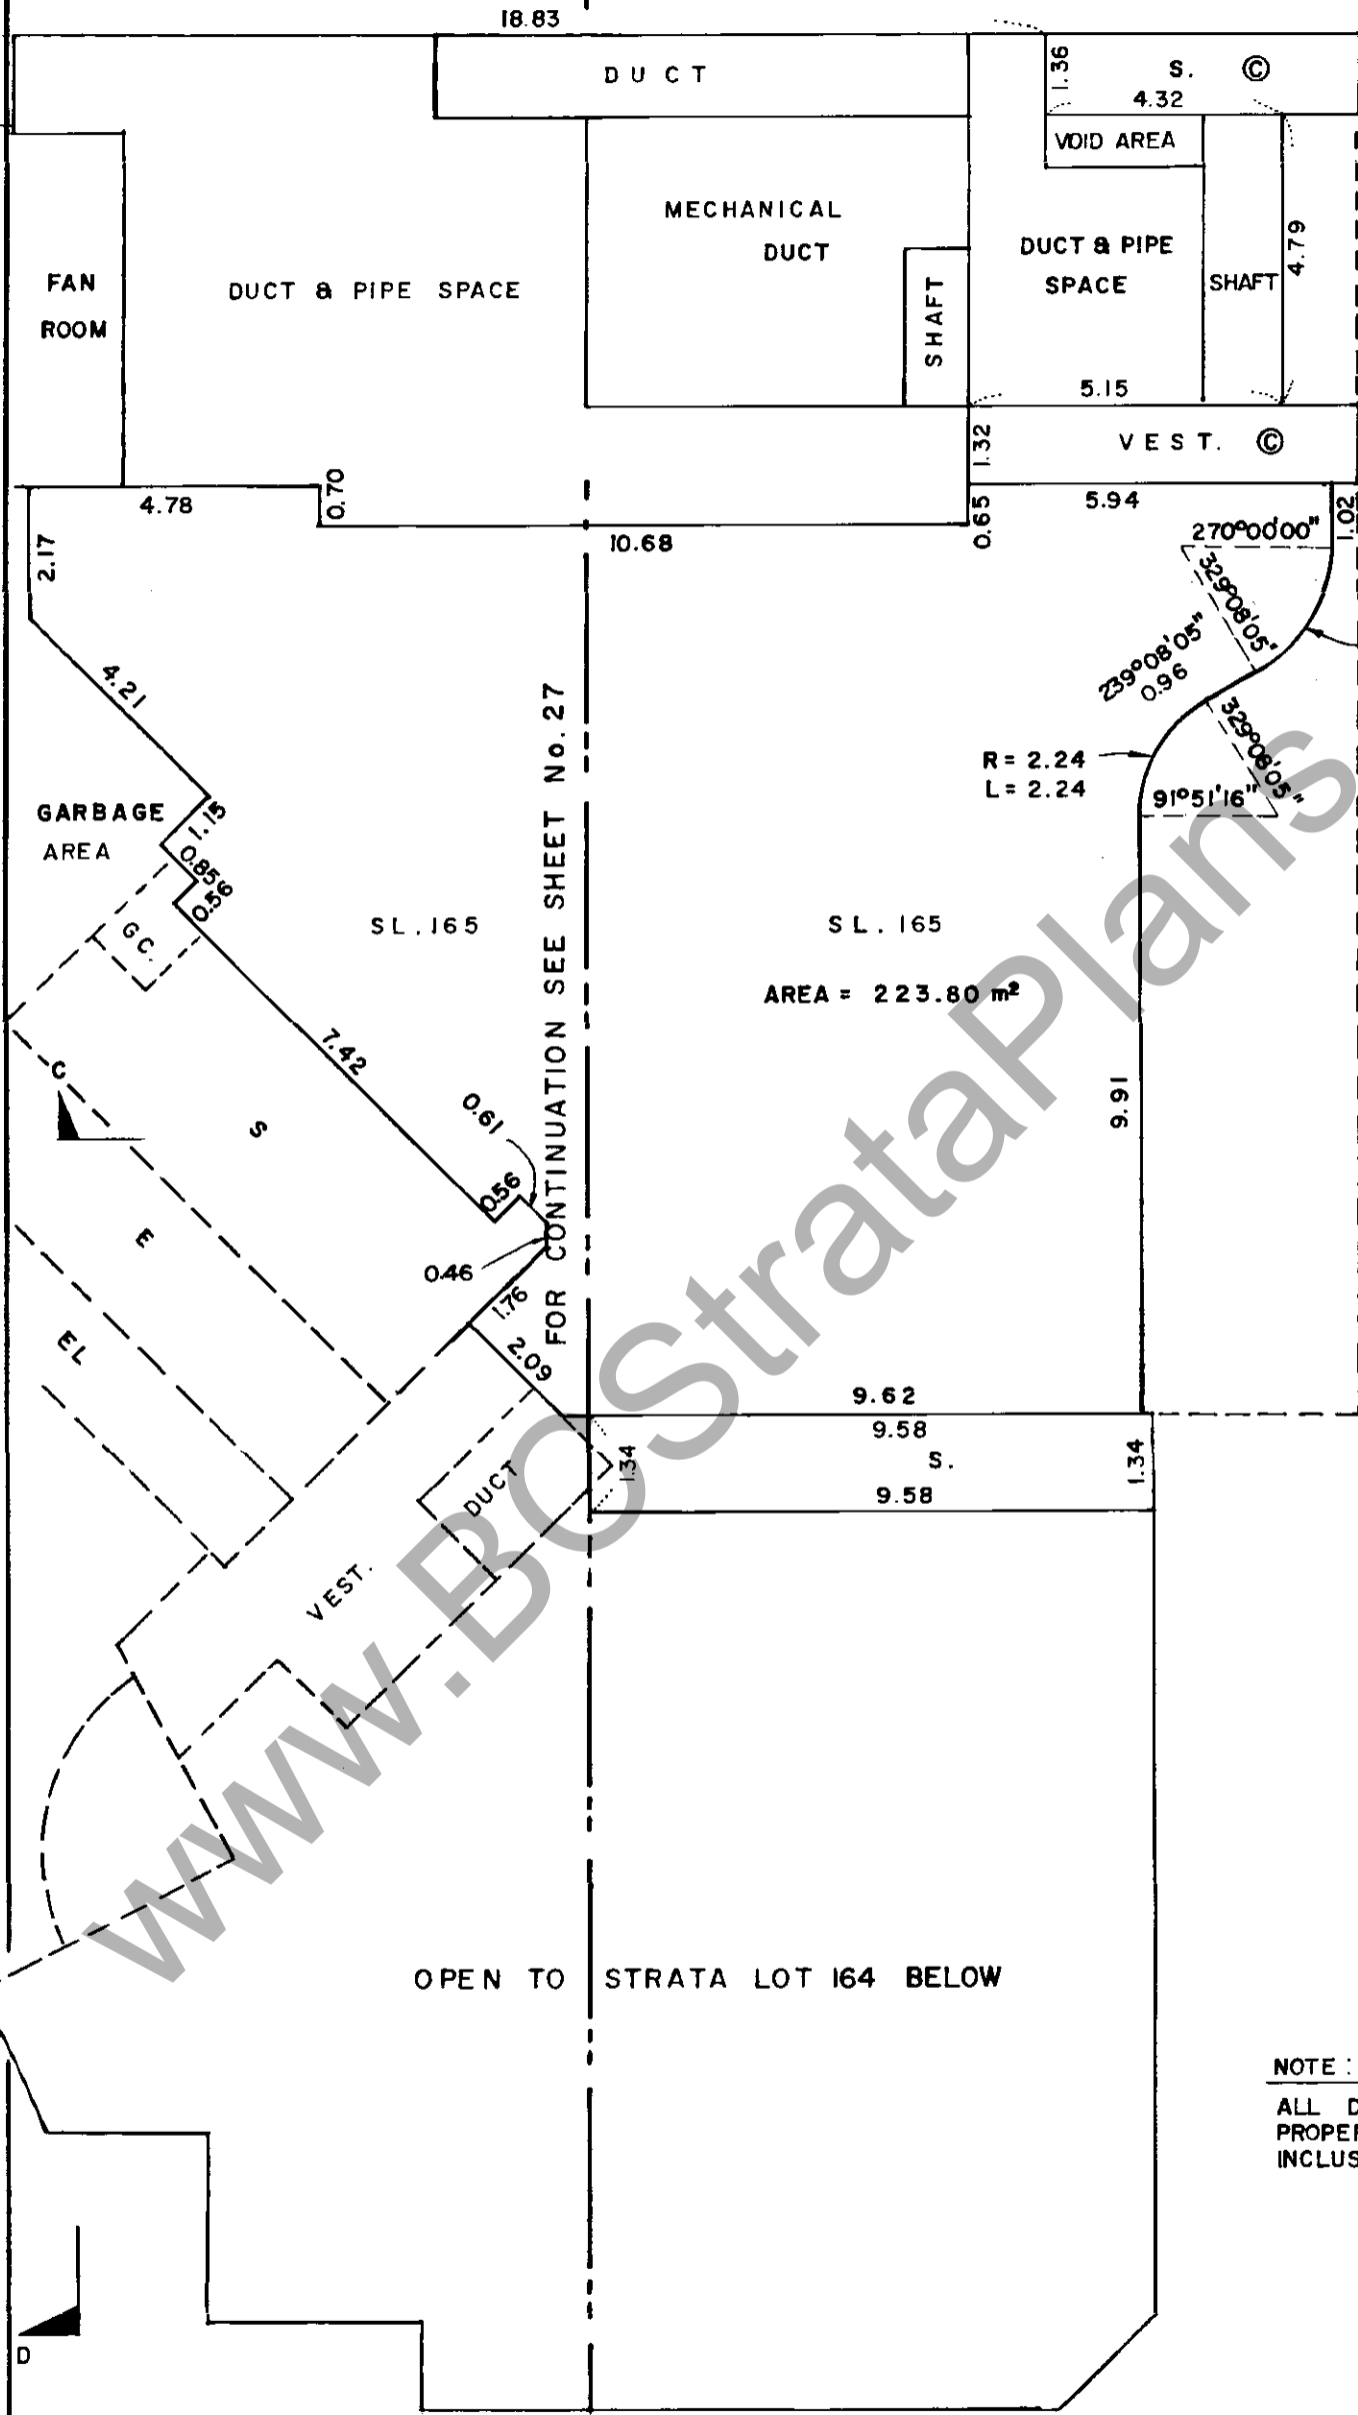 18.83
DUCT
1.36
S. ©
4.32
VOID AREA
MECHANICAL
DUCT
DUCT & PIPE
SPACE
4.79
FAN
ROOM
DUCT & PIPE SPACE
SHAFT
SHAFT
5.15
1.32
VEST. ©
4.78
0.70
10.68
0.65
5.94
1.02
270°00'00"
2.17
329°08'05"
239°08'05"
0.96
4.21
329°08'05"
R = 2.24
L = 2.24
91°51'16"
GARBAGE
AREA
1.15
0.85
0.56
G C.
SL. 165
SL. 165
AREA = 223.80 m²
FOR CONTINUATION SEE SHEET No. 27
7.42
C
S
0.61
9.91
0.56
E
0.46
1.76
EL
2.09
9.62
9.58
S.
1.34
1.34
9.58
DUCT
VEST.
OPEN TO STRATA LOT 164 BELOW
NOTE :
ALL D
PROPER
INCLUS
D
www.BCStrataPlans